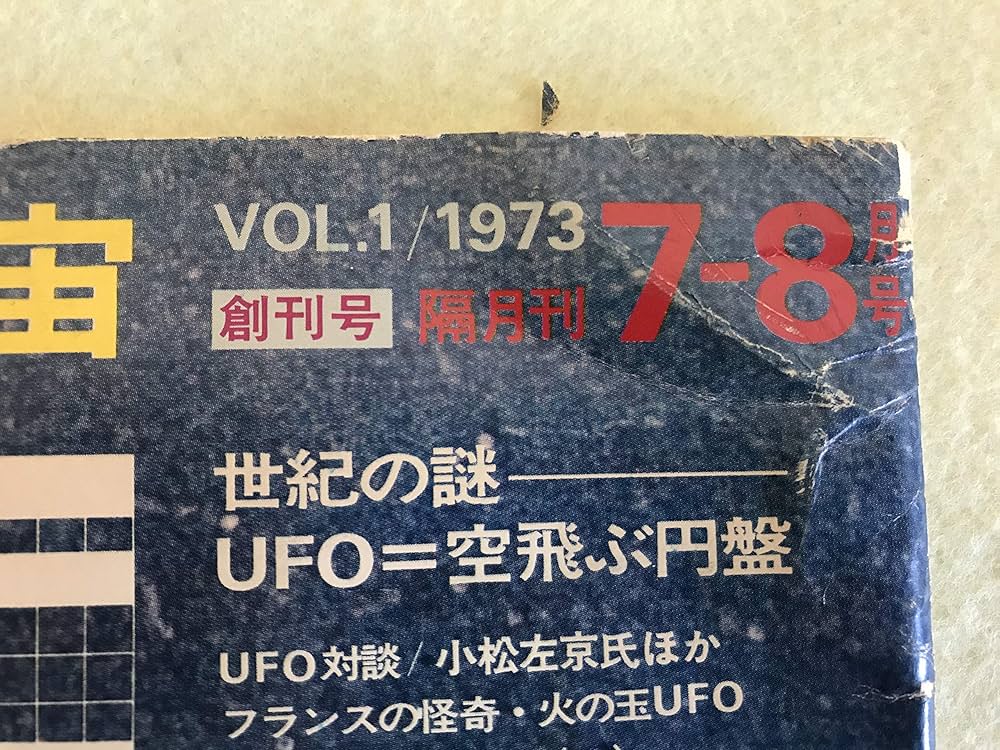 宙
VOL.1/1973 7-8月号
創刊号 隔月刊
世紀の謎――
UFO=空飛ぶ円盤
UFO対談/小松左京氏ほか
フランスの怪奇・火の玉UFO